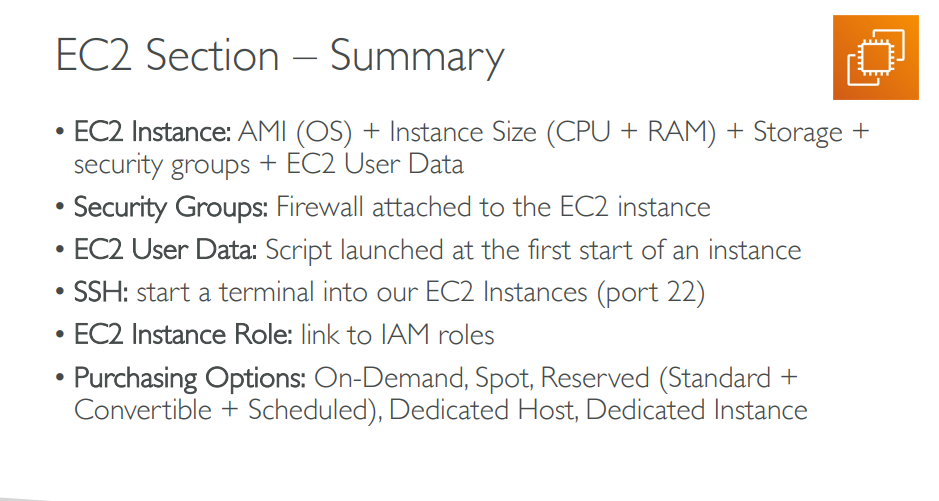 EC2 Section – Summary
• EC2 Instance: AMI (OS) + Instance Size (CPU + RAM) + Storage +
security groups + EC2 User Data
• Security Groups: Firewall attached to the EC2 instance
• EC2 User Data: Script launched at the first start of an instance
• SSH: start a terminal into our EC2 Instances (port 22)
• EC2 Instance Role: link to IAM roles
• Purchasing Options: On-Demand, Spot, Reserved (Standard +
Convertible + Scheduled), Dedicated Host, Dedicated Instance